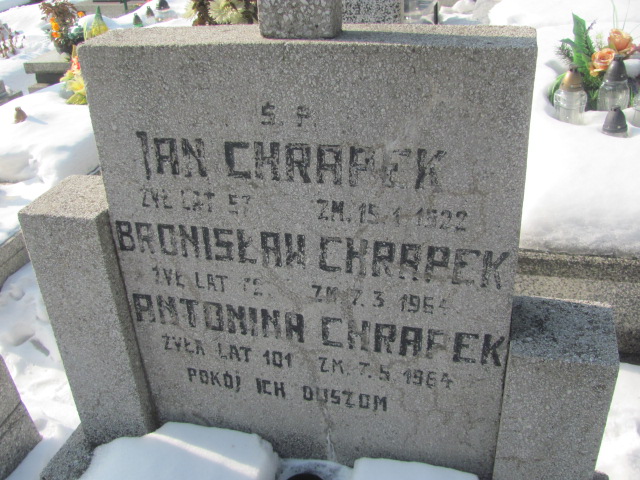 Ś. P.
JAN CHRAPEK
ŻYŁ LAT 57 ZM. 15.1.1922
BRONISŁAW CHRAPEK
ŻYŁ LAT ZM. 7.3.1964
ANTONINA CHRAPEK
ŻYŁA LAT 101 ZM. 7.5.1964
POKÓJ ICH DUSZOM